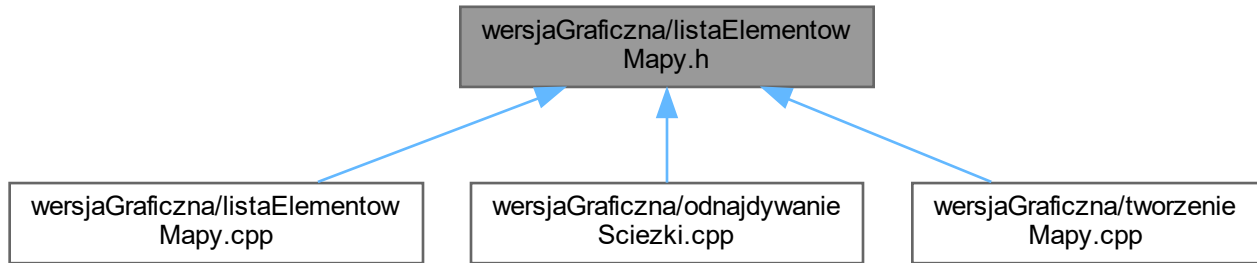 wersjaGraficzna/listaElementow
Mapy.h
wersjaGraficzna/listaElementow
Mapy.cpp
wersjaGraficzna/odnajdywanie
Sciezki.cpp
wersjaGraficzna/tworzenie
Mapy.cpp